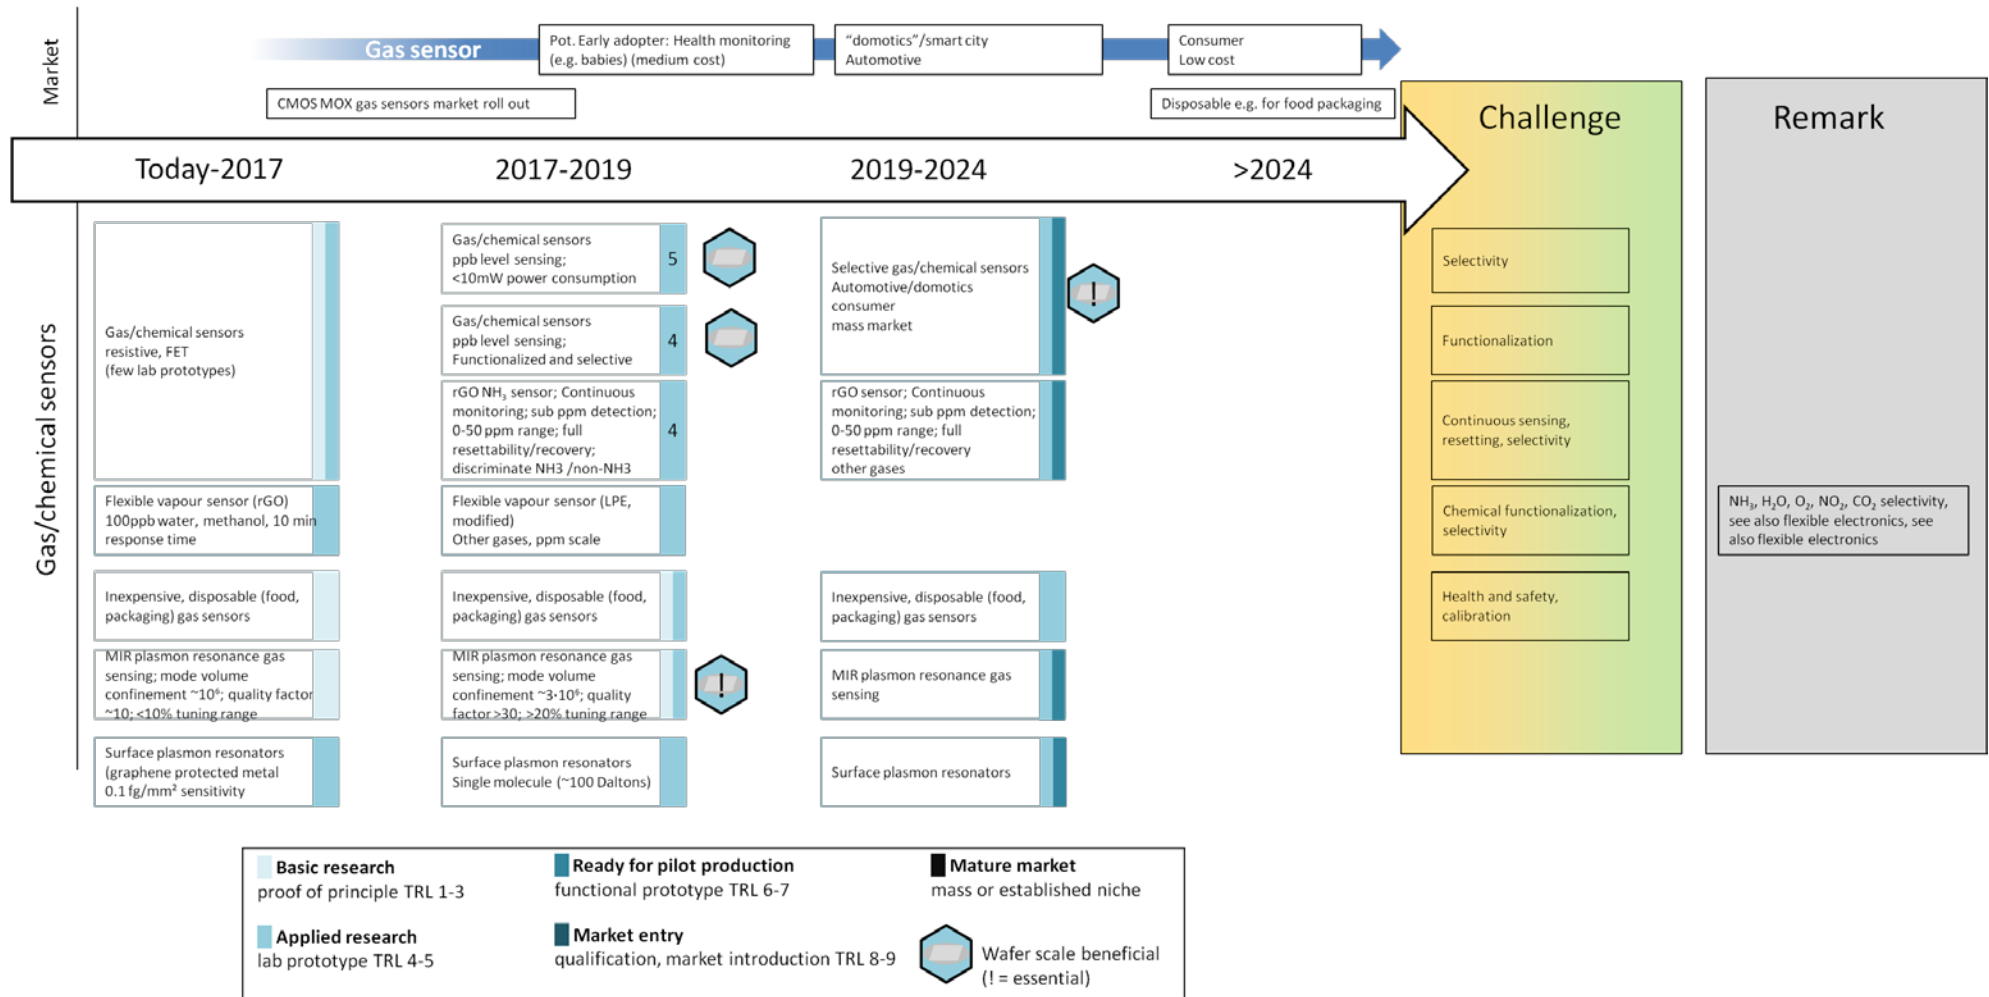 Market
Gas sensor
Pot. Early adopter: Health monitoring
(e.g. babies) (medium cost)
“domotics”/smart city
Automotive
Consumer
Low cost
CMOS MOX gas sensors market roll out
Disposable e.g. for food packaging
Challenge
Remark
Today-2017
2017-2019
2019-2024
>2024
Gas/chemical sensors
Gas/chemical sensors
resistive, FET
(few lab prototypes)
Gas/chemical sensors
ppb level sensing;
<10mW power consumption
5
Gas/chemical sensors
ppb level sensing;
Functionalized and selective
4
rGO NH₃ sensor; Continuous
monitoring; sub ppm detection;
0-50 ppm range; full
resettability/recovery;
discriminate NH3 /non-NH3
4
Selective gas/chemical sensors
Automotive/domotics
consumer
mass market
!
rGO sensor; Continuous
monitoring; sub ppm detection;
0-50 ppm range; full
resettability/recovery
other gases
Selectivity
Functionalization
Continuous sensing,
resetting, selectivity
Flexible vapour sensor (rGO)
100ppb water, methanol, 10 min
response time
Flexible vapour sensor (LPE,
modified)
Other gases, ppm scale
Chemical functionalization,
selectivity
NH₃, H₂O, O₂, NO₂, CO₂ selectivity,
see also flexible electronics, see
also flexible electronics
Inexpensive, disposable (food,
packaging) gas sensors
Inexpensive, disposable (food,
packaging) gas sensors
Inexpensive, disposable (food,
packaging) gas sensors
Health and safety,
calibration
MIR plasmon resonance gas
sensing; mode volume
confinement ~10⁶; quality factor
~10; <10% tuning range
MIR plasmon resonance gas
sensing; mode volume
confinement ~3·10⁶; quality
factor >30; >20% tuning range
!
MIR plasmon resonance gas
sensing
Surface plasmon resonators
(graphene protected metal
0.1 fg/mm² sensitivity
Surface plasmon resonators
Single molecule (~100 Daltons)
Surface plasmon resonators
Basic research
proof of principle TRL 1-3
Ready for pilot production
functional prototype TRL 6-7
Mature market
mass or established niche
Applied research
lab prototype TRL 4-5
Market entry
qualification, market introduction TRL 8-9
Wafer scale beneficial
(! = essential)